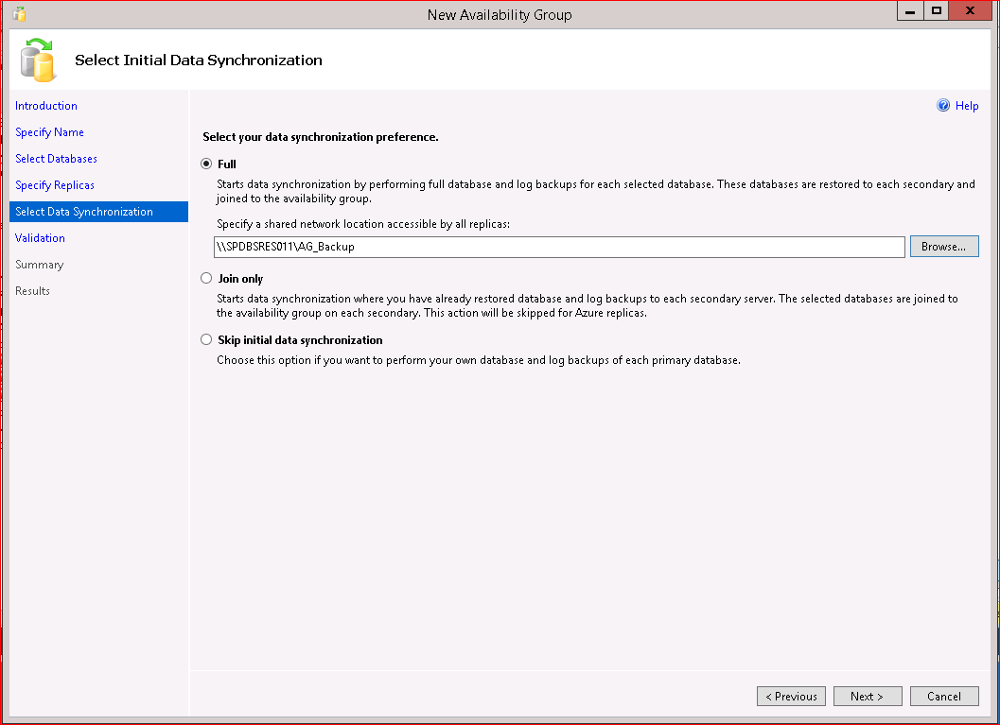 New Availability Group
Select Initial Data Synchronization
Introduction
Specify Name
Select Databases
Specify Replicas
Select Data Synchronization
Validation
Summary
Results
Help
Select your data synchronization preference.
Full
Starts data synchronization by performing full database and log backups for each selected database. These databases are restored to each secondary and
joined to the availability group.
Specify a shared network location accessible by all replicas:
\\SPDBSRES011\AG_Backup
Browse...
Join only
Starts data synchronization where you have already restored database and log backups to each secondary server. The selected databases are joined to
the availability group on each secondary. This action will be skipped for Azure replicas.
Skip initial data synchronization
Choose this option if you want to perform your own database and log backups of each primary database.
< Previous
Next >
Cancel